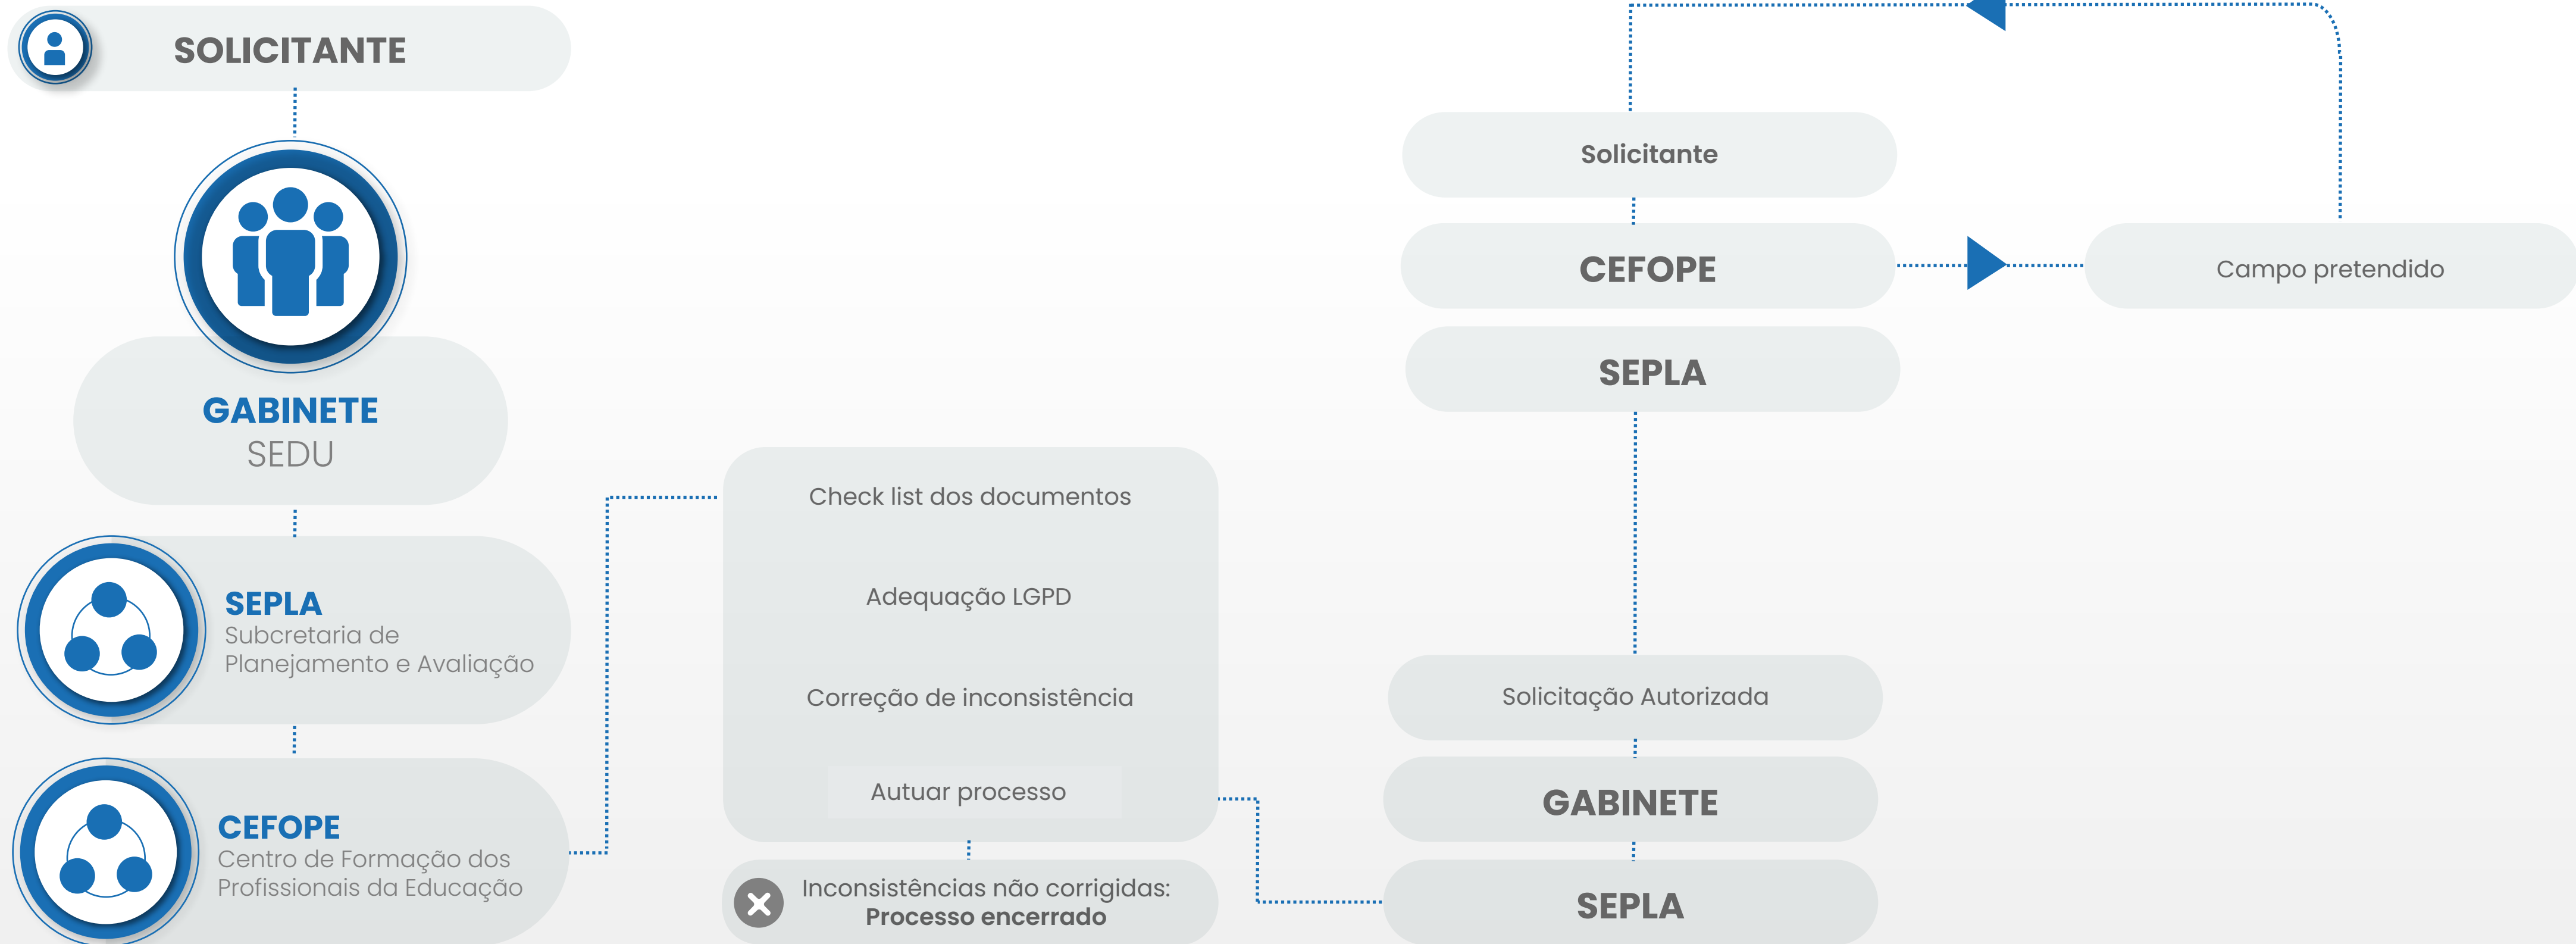 SOLICITANTE
GABINETE
SEDU
SEPLA
Subcretaria de
Planejamento e Avaliação
CEFOPE
Centro de Formação dos
Profissionais da Educação
Check list dos documentos
Adequação LGPD
Correção de inconsistência
Autuar processo
Inconsistências não corrigidas:
Processo encerrado
Solicitante
CEFOPE
SEPLA
Solicitação Autorizada
GABINETE
SEPLA
Campo pretendido